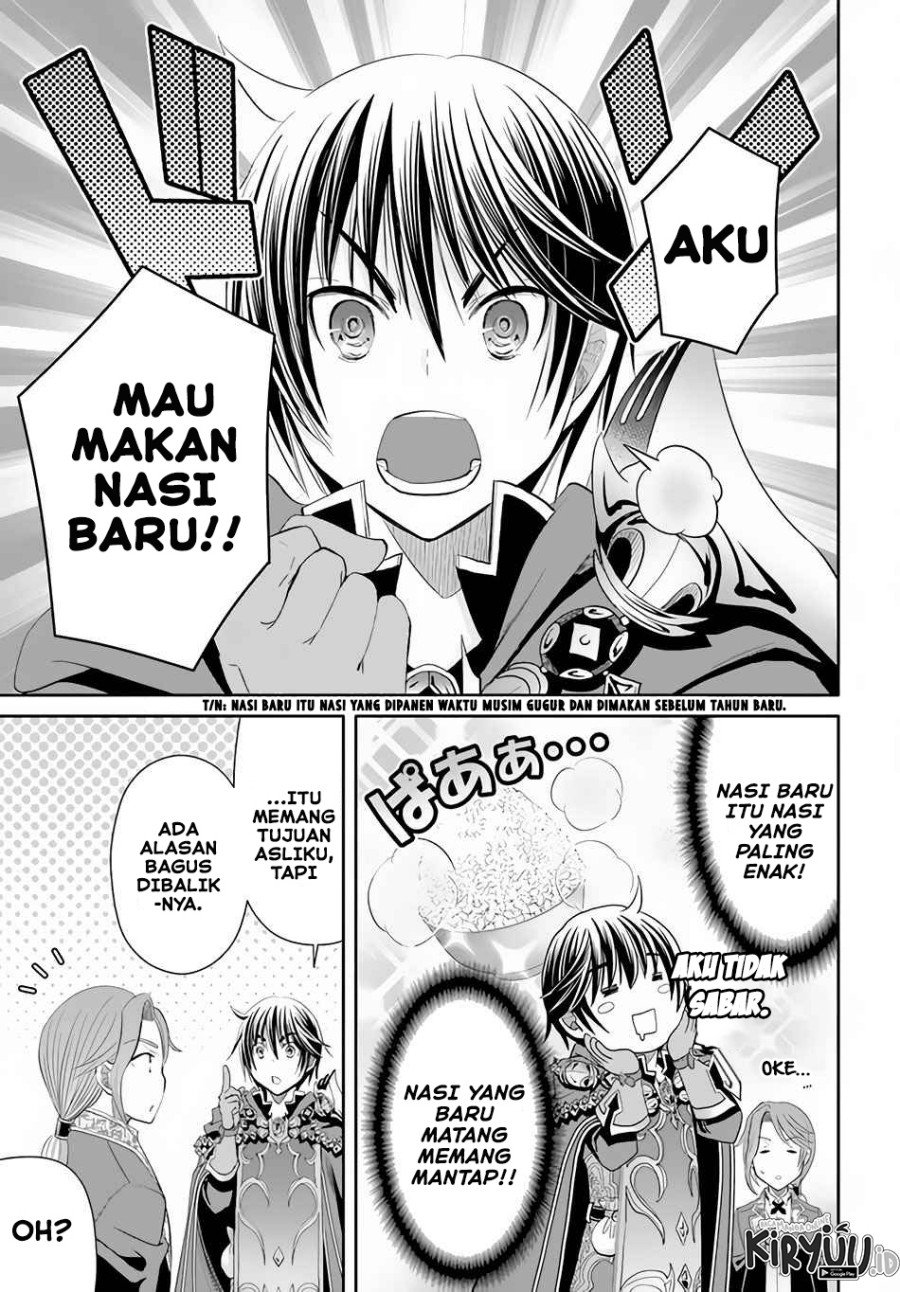 AKU
MAU
MAKAN
NASI
BARU!!
T/N: NASI BARU ITU NASI YANG DIPANEN WAKTU MUSIM GUGUR DAN DIMAKAN SEBELUM TAHUN BARU.
NASI BARU
ITU NASI
YANG
PALING
ENAK!
ぱあぁ…
AKU TIDAK
SABAR.
NASI YANG
BARU
MATANG
MEMANG
MANTAP!!
OKE...
...ITU
MEMANG
TUJUAN
ASLIKU,
TAPI
ADA
ALASAN
BAGUS
DIBALIK
-NYA.
OH?
KIRYUU.ID
Google Play